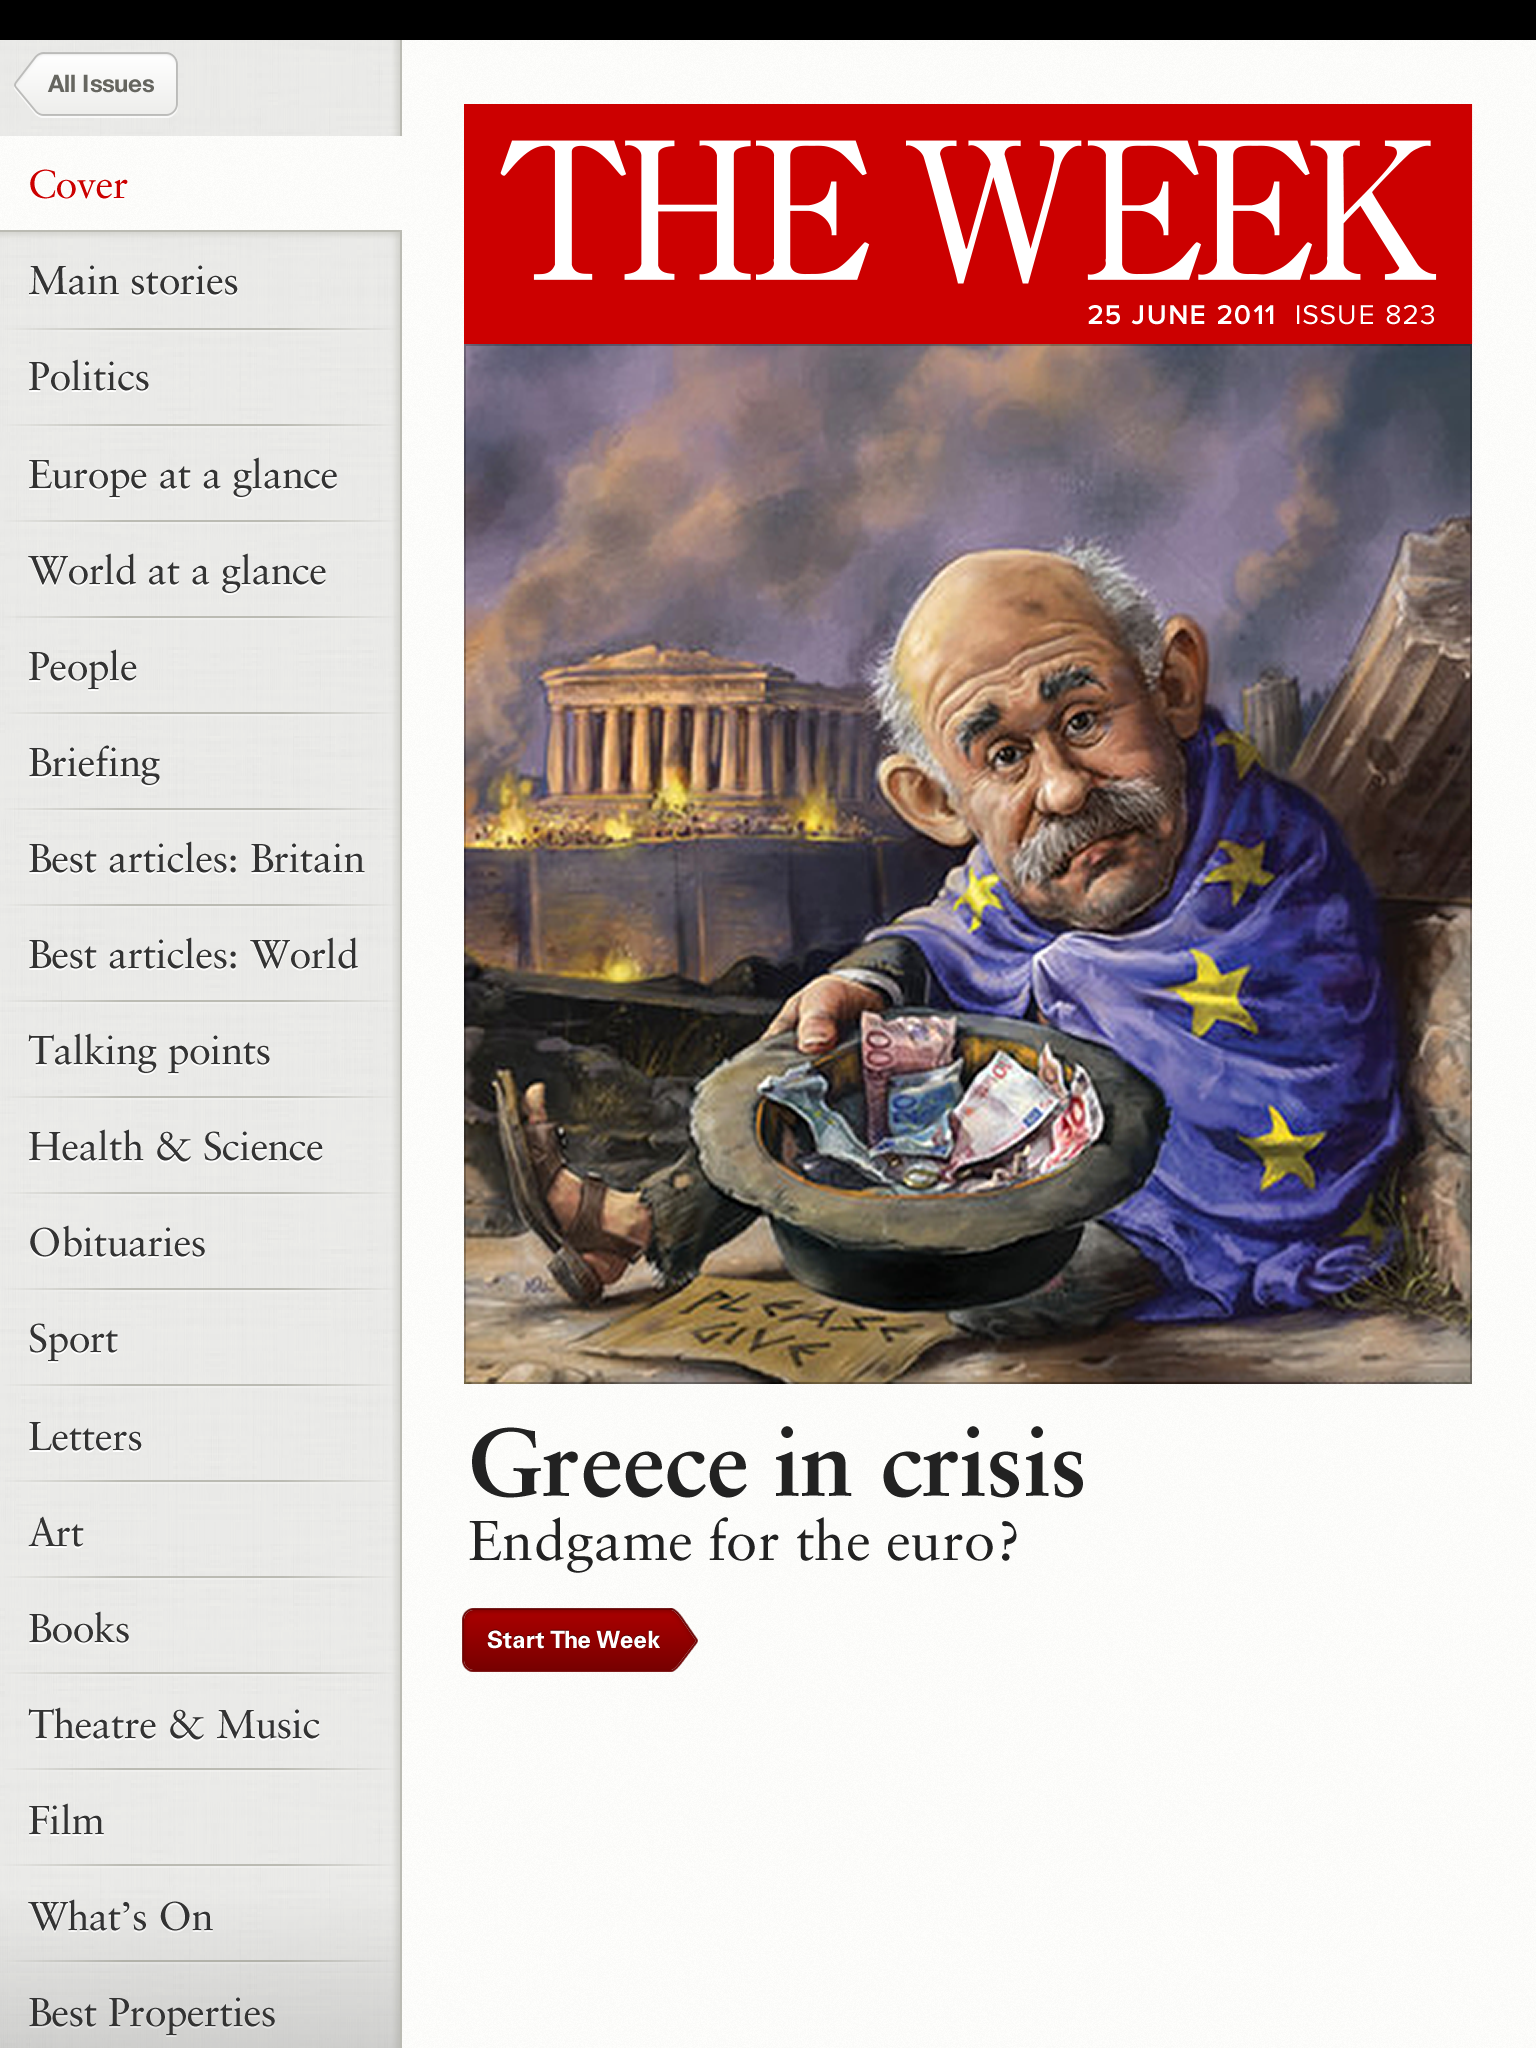 All Issues
Cover
Main stories
Politics
Europe at a glance
World at a glance
People
Briefing
Best articles: Britain
Best articles: World
Talking points
Health & Science
Obituaries
Sport
Letters
Art
Books
Theatre & Music
Film
What’s On
Best Properties
THE WEEK
25 JUNE 2011 ISSUE 823
100
PLEASE
GIVE
Greece in crisis
Endgame for the euro?
Start The Week